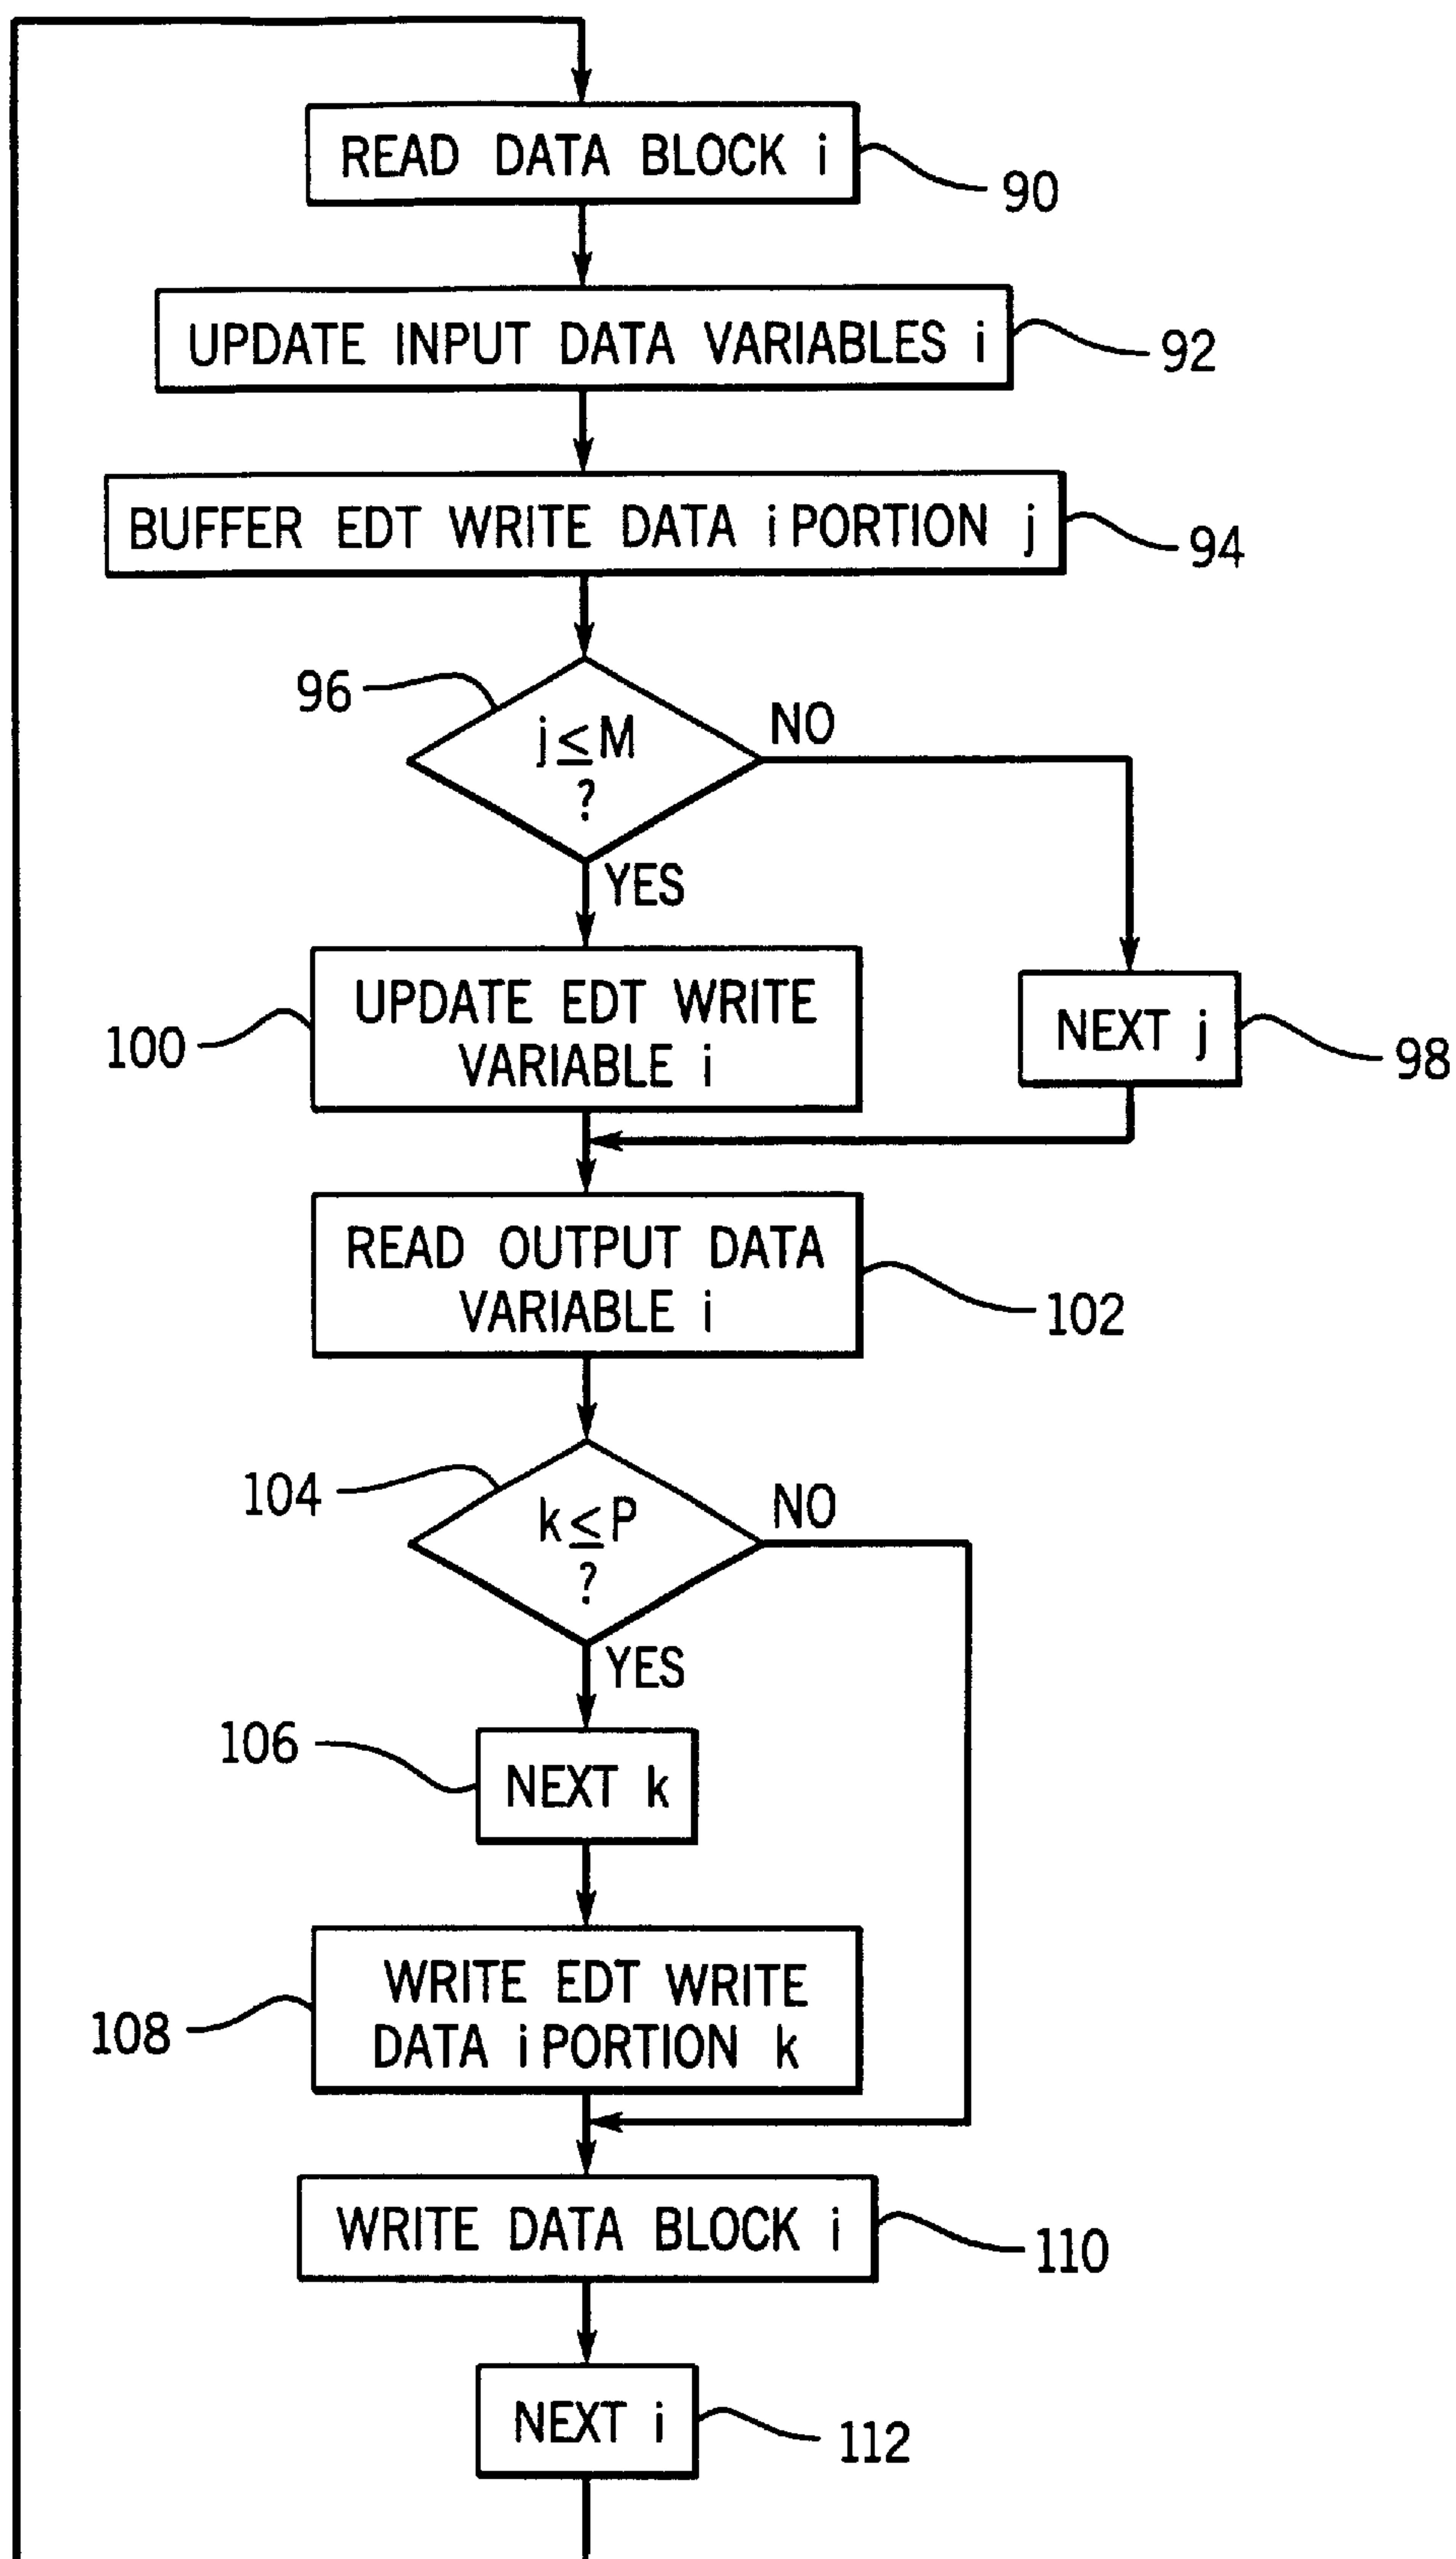 READ DATA BLOCK i
90
UPDATE INPUT DATA VARIABLES i
92
BUFFER EDT WRITE DATA i PORTION j
94
96
j≤M
?
NO
YES
UPDATE EDT WRITE
VARIABLE i
100
NEXT j
98
READ OUTPUT DATA
VARIABLE i
102
104
k≤P
?
NO
YES
106
NEXT k
WRITE EDT WRITE
DATA i PORTION k
108
WRITE DATA BLOCK i
110
NEXT i
112